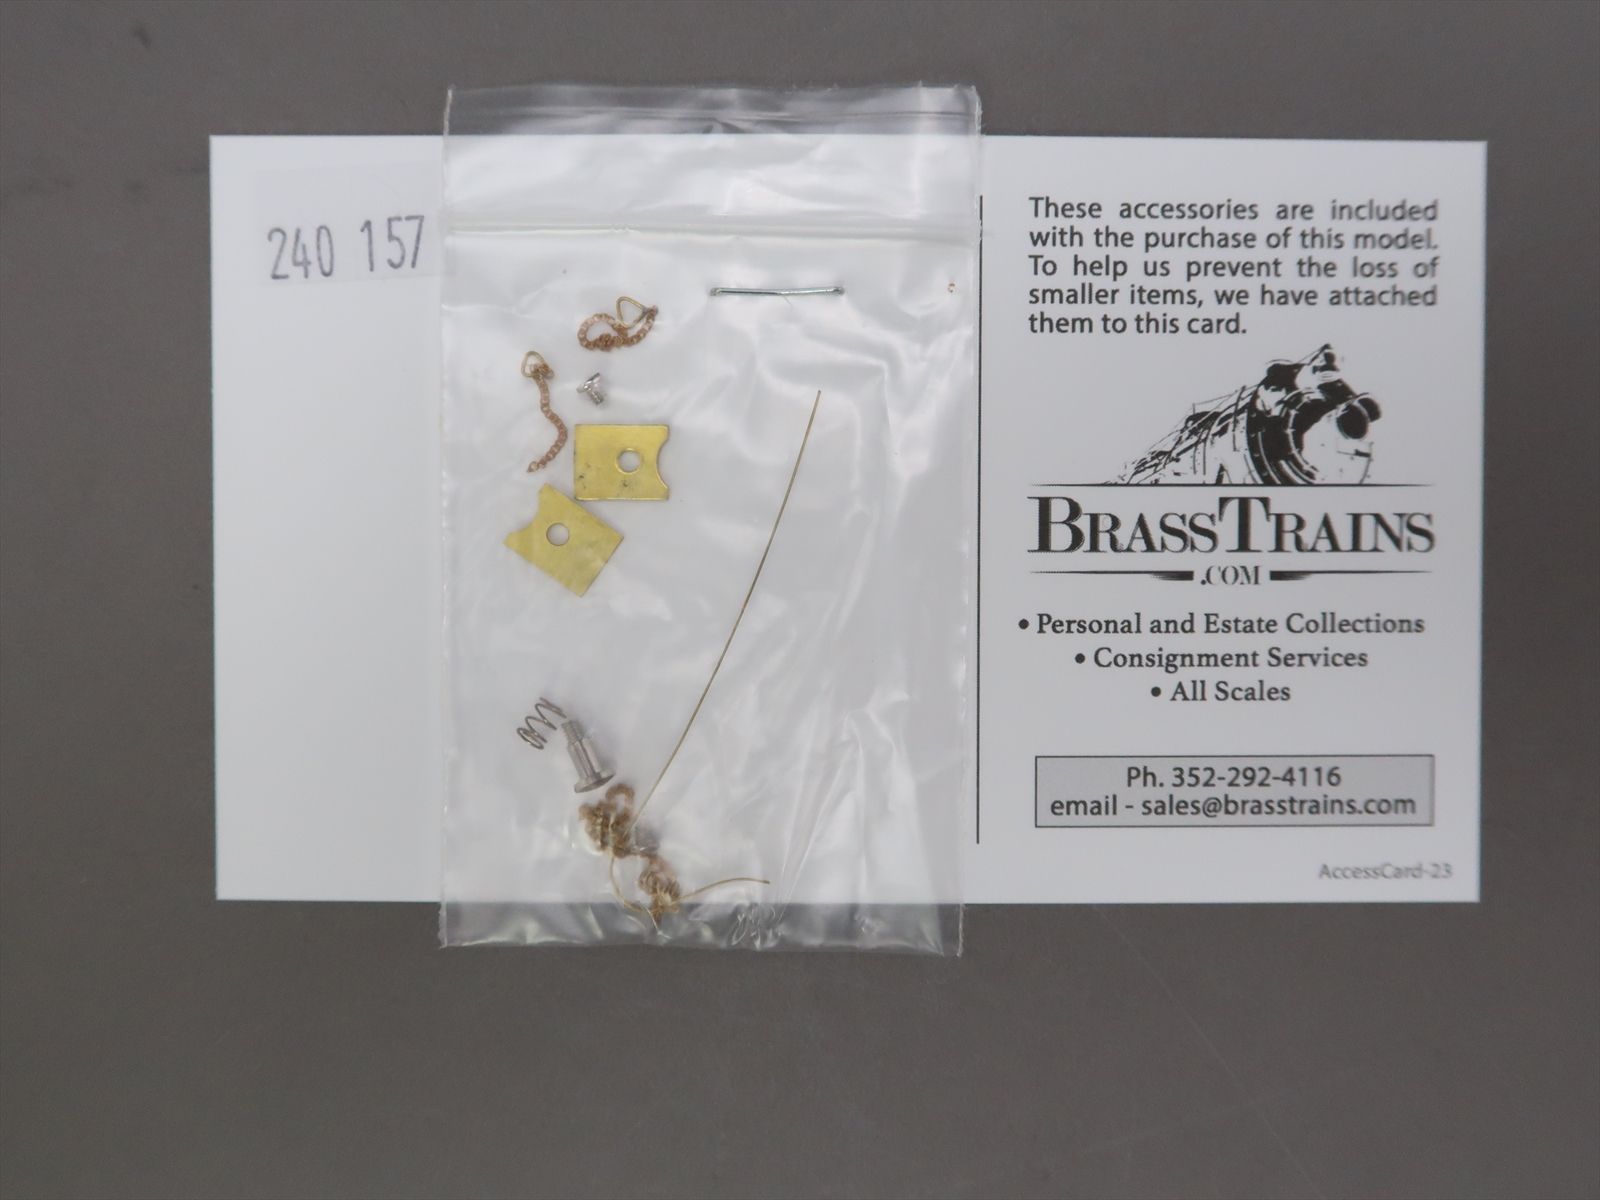 240 157
These accessories are included
with the purchase of this model.
To help us prevent the loss of
smaller items, we have attached
them to this card.
BRASSTRAINS
.COM
• Personal and Estate Collections
• Consignment Services
• All Scales
Ph. 352-292-4116
email - sales@brasstrains.com
AccessCard-23